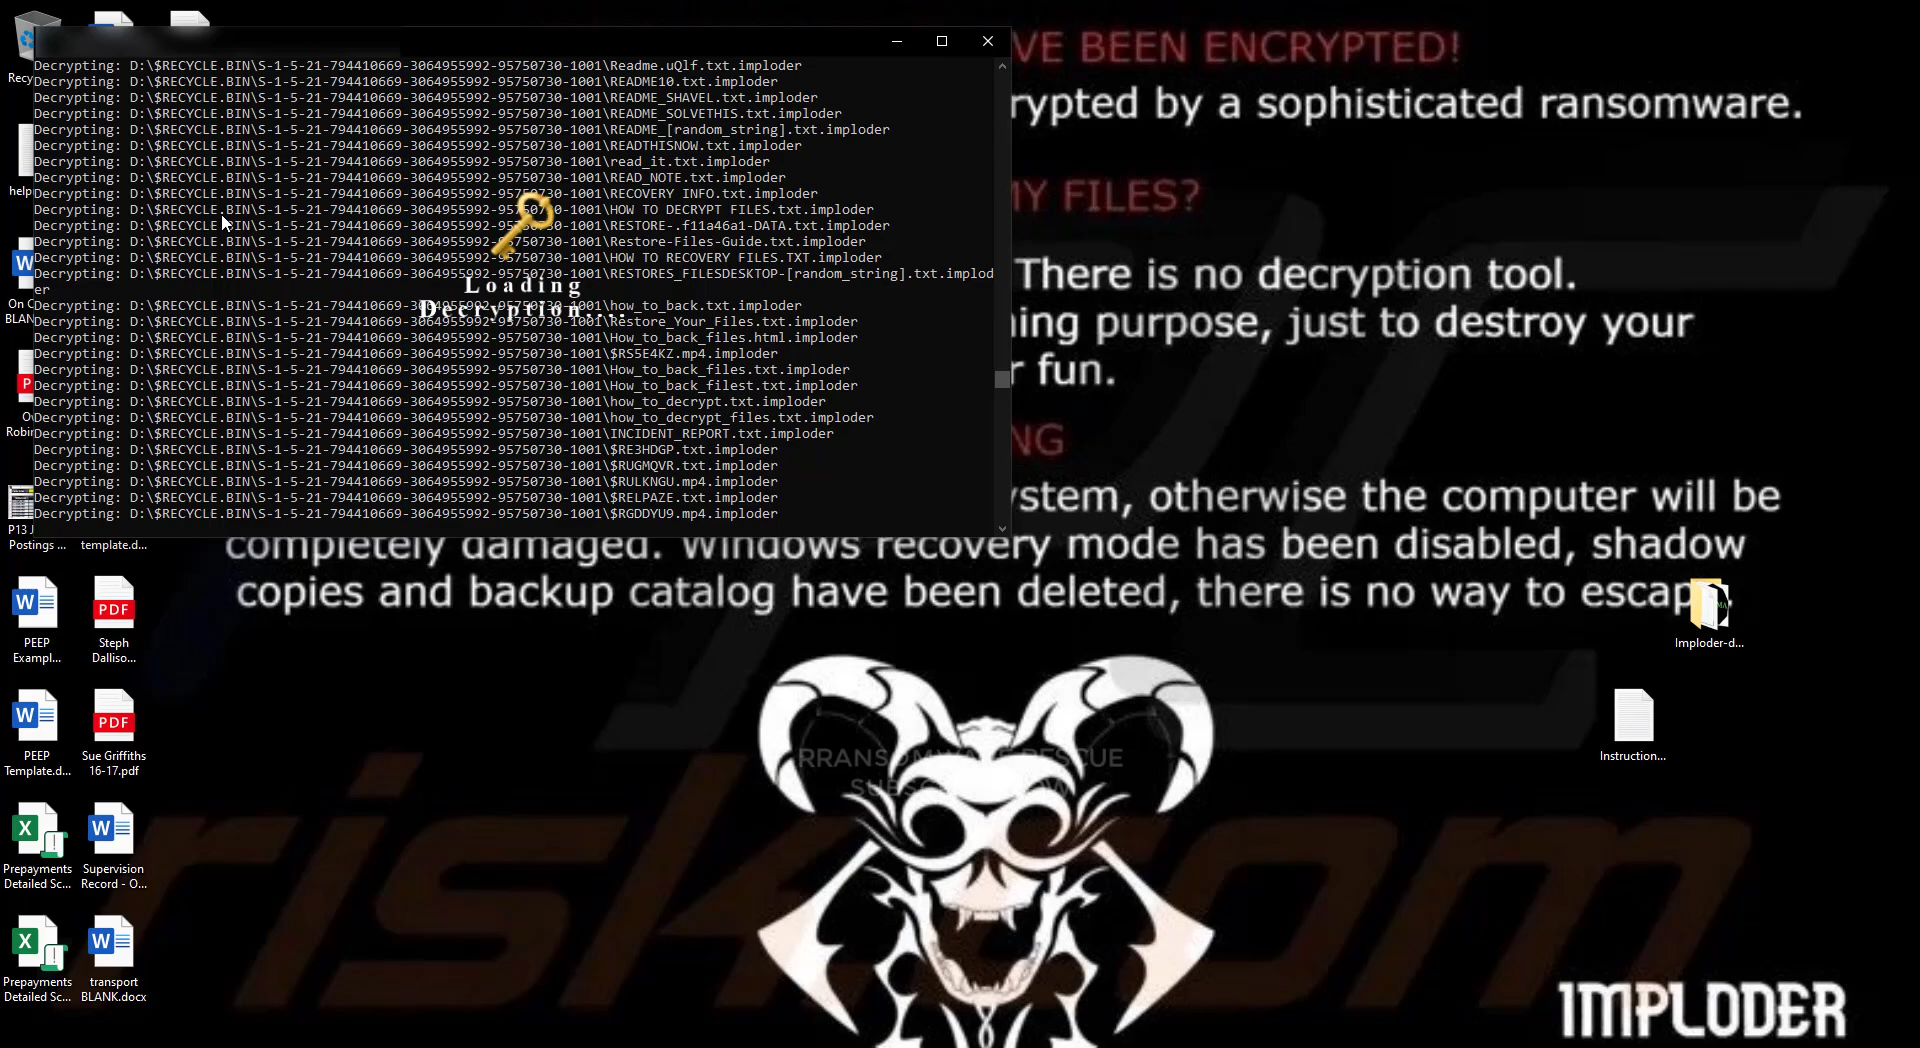 VE BEEN ENCRYPTED!
rypted by a sophisticated ransomware.
MY FILES?
There is no decryption tool.
ing purpose, just to destroy your
r fun.
NG
ystem, otherwise the computer will be
completely damaged. Windows recovery mode has been disabled, shadow
copies and backup catalog have been deleted, there is no way to escap
Decrypting: D:\$RECYCLE.BIN\S-1-5-21-794410669-3064955992-95750730-1001\Readme.uQlf.txt.imploder
Decrypting: D:\$RECYCLE.BIN\S-1-5-21-794410669-3064955992-95750730-1001\README10.txt.imploder
Decrypting: D:\$RECYCLE.BIN\S-1-5-21-794410669-3064955992-95750730-1001\README_SHAVEL.txt.imploder
Decrypting: D:\$RECYCLE.BIN\S-1-5-21-794410669-3064955992-95750730-1001\README_SOLVETHIS.txt.imploder
Decrypting: D:\$RECYCLE.BIN\S-1-5-21-794410669-3064955992-95750730-1001\README_[random_string].txt.imploder
Decrypting: D:\$RECYCLE.BIN\S-1-5-21-794410669-3064955992-95750730-1001\READTHISNOW.txt.imploder
Decrypting: D:\$RECYCLE.BIN\S-1-5-21-794410669-3064955992-95750730-1001\read_it.txt.imploder
Decrypting: D:\$RECYCLE.BIN\S-1-5-21-794410669-3064955992-95750730-1001\READ_NOTE.txt.imploder
Decrypting: D:\$RECYCLE.BIN\S-1-5-21-794410669-3064955992-95750730-1001\RECOVERY INFO.txt.imploder
Decrypting: D:\$RECYCLE.BIN\S-1-5-21-794410669-3064955992-95750730-1001\HOW TO DECRYPT FILES.txt.imploder
Decrypting: D:\$RECYCLE.BIN\S-1-5-21-794410669-3064955992-95750730-1001\RESTORE-.f11a46a1-DATA.txt.imploder
Decrypting: D:\$RECYCLE.BIN\S-1-5-21-794410669-3064955992-95750730-1001\Restore-Files-Guide.txt.imploder
Decrypting: D:\$RECYCLE.BIN\S-1-5-21-794410669-3064955992-95750730-1001\HOW TO RECOVERY FILES.TXT.imploder
Decrypting: D:\$RECYCLE.BIN\S-1-5-21-794410669-3064955992-95750730-1001\RESTORES_FILESDESKTOP-[random_string].txt.implod
er
Decrypting: D:\$RECYCLE.BIN\S-1-5-21-794410669-3064955992-95750730-1001\how_to_back.txt.imploder
Decrypting: D:\$RECYCLE.BIN\S-1-5-21-794410669-3064955992-95750730-1001\Restore_Your_Files.txt.imploder
Decrypting: D:\$RECYCLE.BIN\S-1-5-21-794410669-3064955992-95750730-1001\How_to_back_files.html.imploder
Decrypting: D:\$RECYCLE.BIN\S-1-5-21-794410669-3064955992-95750730-1001\$RS5E4KZ.mp4.imploder
Decrypting: D:\$RECYCLE.BIN\S-1-5-21-794410669-3064955992-95750730-1001\How_to_back_files.txt.imploder
Decrypting: D:\$RECYCLE.BIN\S-1-5-21-794410669-3064955992-95750730-1001\How_to_back_filest.txt.imploder
Decrypting: D:\$RECYCLE.BIN\S-1-5-21-794410669-3064955992-95750730-1001\how_to_decrypt.txt.imploder
Decrypting: D:\$RECYCLE.BIN\S-1-5-21-794410669-3064955992-95750730-1001\how_to_decrypt_files.txt.imploder
Decrypting: D:\$RECYCLE.BIN\S-1-5-21-794410669-3064955992-95750730-1001\INCIDENT_REPORT.txt.imploder
Decrypting: D:\$RECYCLE.BIN\S-1-5-21-794410669-3064955992-95750730-1001\$RE3HDGP.txt.imploder
Decrypting: D:\$RECYCLE.BIN\S-1-5-21-794410669-3064955992-95750730-1001\$RUGMQVR.txt.imploder
Decrypting: D:\$RECYCLE.BIN\S-1-5-21-794410669-3064955992-95750730-1001\$RULKNGU.mp4.imploder
Decrypting: D:\$RECYCLE.BIN\S-1-5-21-794410669-3064955992-95750730-1001\$RELPAZE.txt.imploder
Decrypting: D:\$RECYCLE.BIN\S-1-5-21-794410669-3064955992-95750730-1001\$RGDDYU9.mp4.imploder
Loading
Decryption....
Recy
help
On C
BLAN
Robin
P13 J
Postings ...
template.d...
PEEP
Exampl...
Steph
Dalliso...
PEEP
Template.d...
Sue Griffiths
16-17.pdf
Prepayments
Detailed Sc...
Supervision
Record - O...
Prepayments
Detailed Sc...
transport
BLANK.docx
PDF
PDF
Imploder-d...
Instruction...
RRANSOMWARE RESCUE
SUBSCRIBE NOW
risk.com
IMPLODER